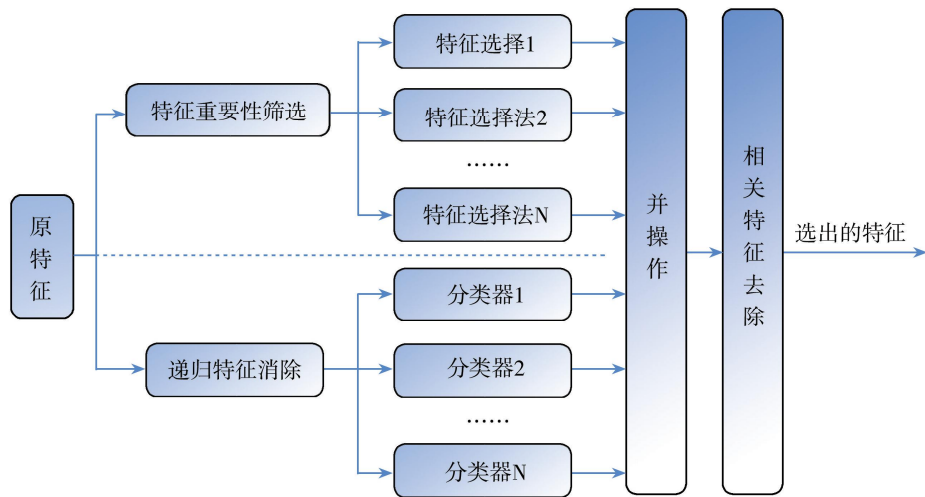 原特征
特征重要性筛选
递归特征消除
特征选择1
特征选择法2
……
特征选择法N
分类器1
分类器2
……
分类器N
并操作
相关特征去除
选出的特征